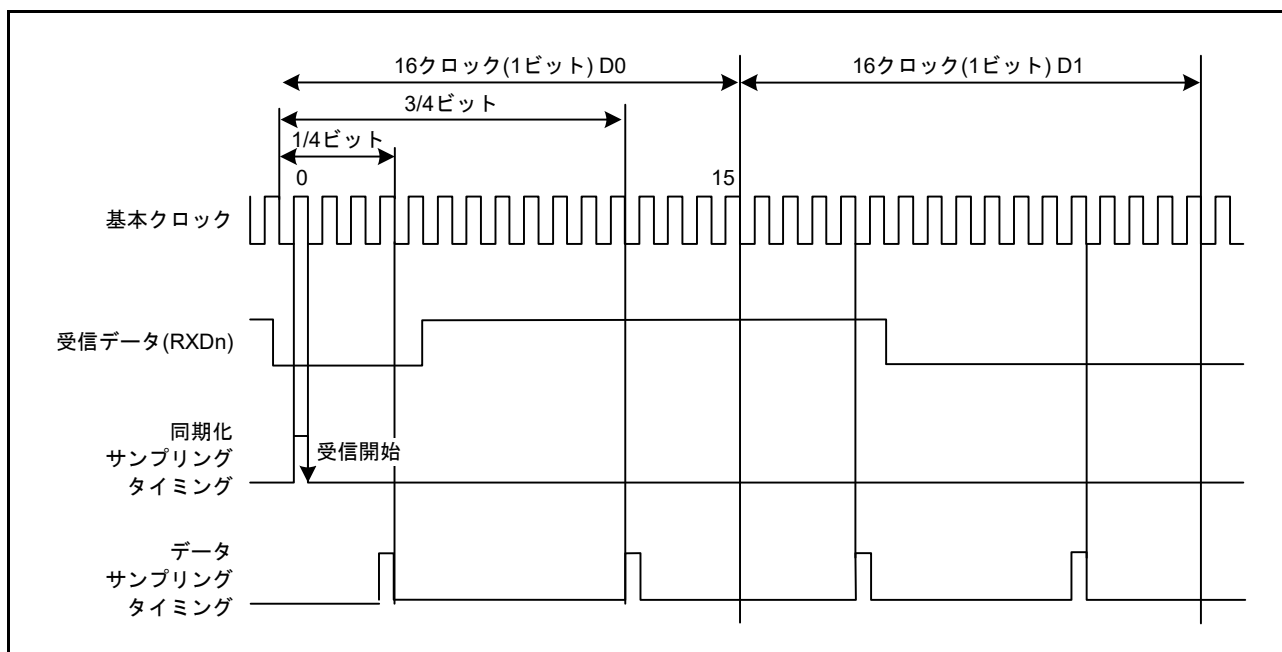 16クロック(1ビット) D0
16クロック(1ビット) D1
3/4ビット
1/4ビット
0
15
基本クロック
受信データ(RXDn)
同期化
サンプリング
タイミング
受信開始
データ
サンプリング
タイミング